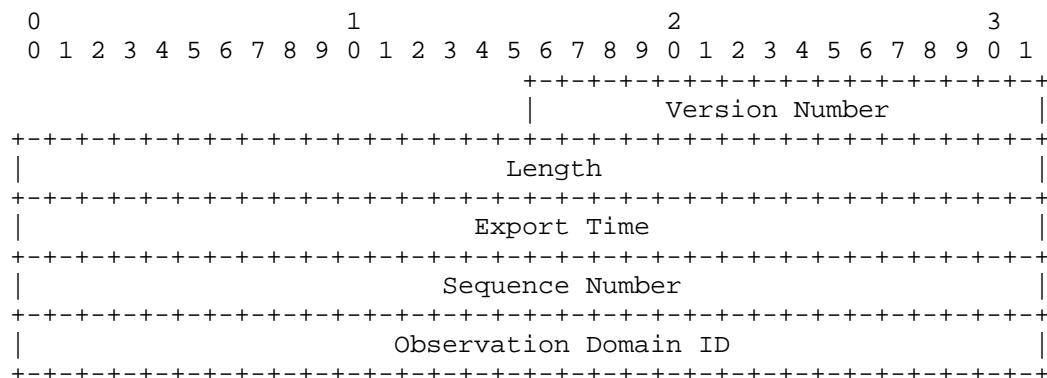 0                   1                   2                   3
0 1 2 3 4 5 6 7 8 9 0 1 2 3 4 5 6 7 8 9 0 1 2 3 4 5 6 7 8 9 0 1
+-+-+-+-+-+-+-+-+-+-+-+-+-+-+-+-+
|        Version Number         |
+-+-+-+-+-+-+-+-+-+-+-+-+-+-+-+-+-+-+-+-+-+-+-+-+-+-+-+-+-+-+-+-+
|                              Length                           |
+-+-+-+-+-+-+-+-+-+-+-+-+-+-+-+-+-+-+-+-+-+-+-+-+-+-+-+-+-+-+-+-+
|                            Export Time                        |
+-+-+-+-+-+-+-+-+-+-+-+-+-+-+-+-+-+-+-+-+-+-+-+-+-+-+-+-+-+-+-+-+
|                          Sequence Number                      |
+-+-+-+-+-+-+-+-+-+-+-+-+-+-+-+-+-+-+-+-+-+-+-+-+-+-+-+-+-+-+-+-+
|                       Observation Domain ID                   |
+-+-+-+-+-+-+-+-+-+-+-+-+-+-+-+-+-+-+-+-+-+-+-+-+-+-+-+-+-+-+-+-+